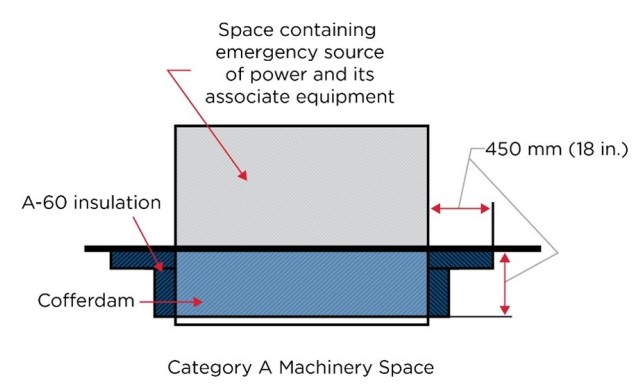 Space containing
emergency source
of power and its
associate equipment
450 mm (18 in.)
A-60 insulation
Cofferdam
Category A Machinery Space